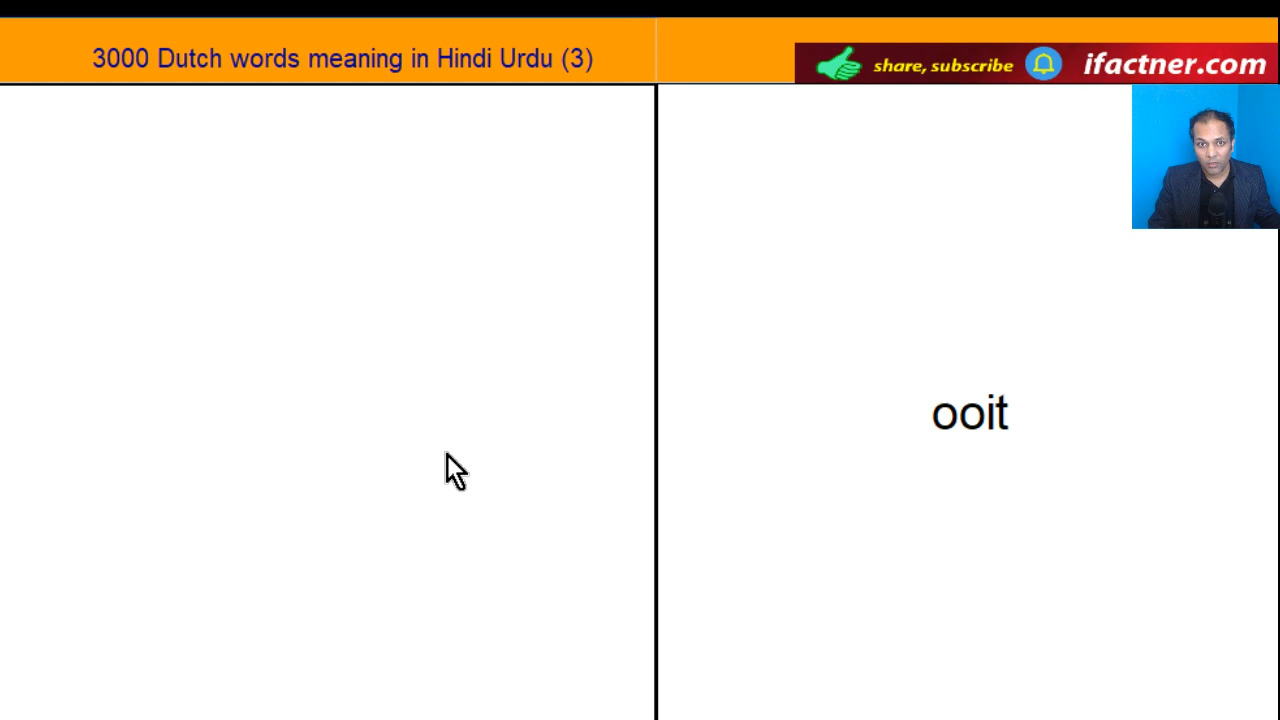 3000 Dutch words meaning in Hindi Urdu (3)
share, subscribe
ifactner.com
ooit